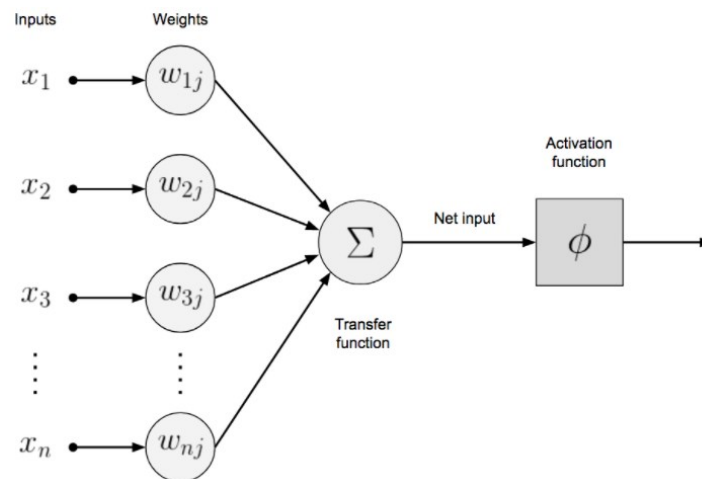 Inputs
Weights
x₁
w₁ⱼ
Activation
function
x₂
w₂ⱼ
Net input
Σ
ϕ
x₃
w₃ⱼ
Transfer
function
xₙ
wₙⱼ